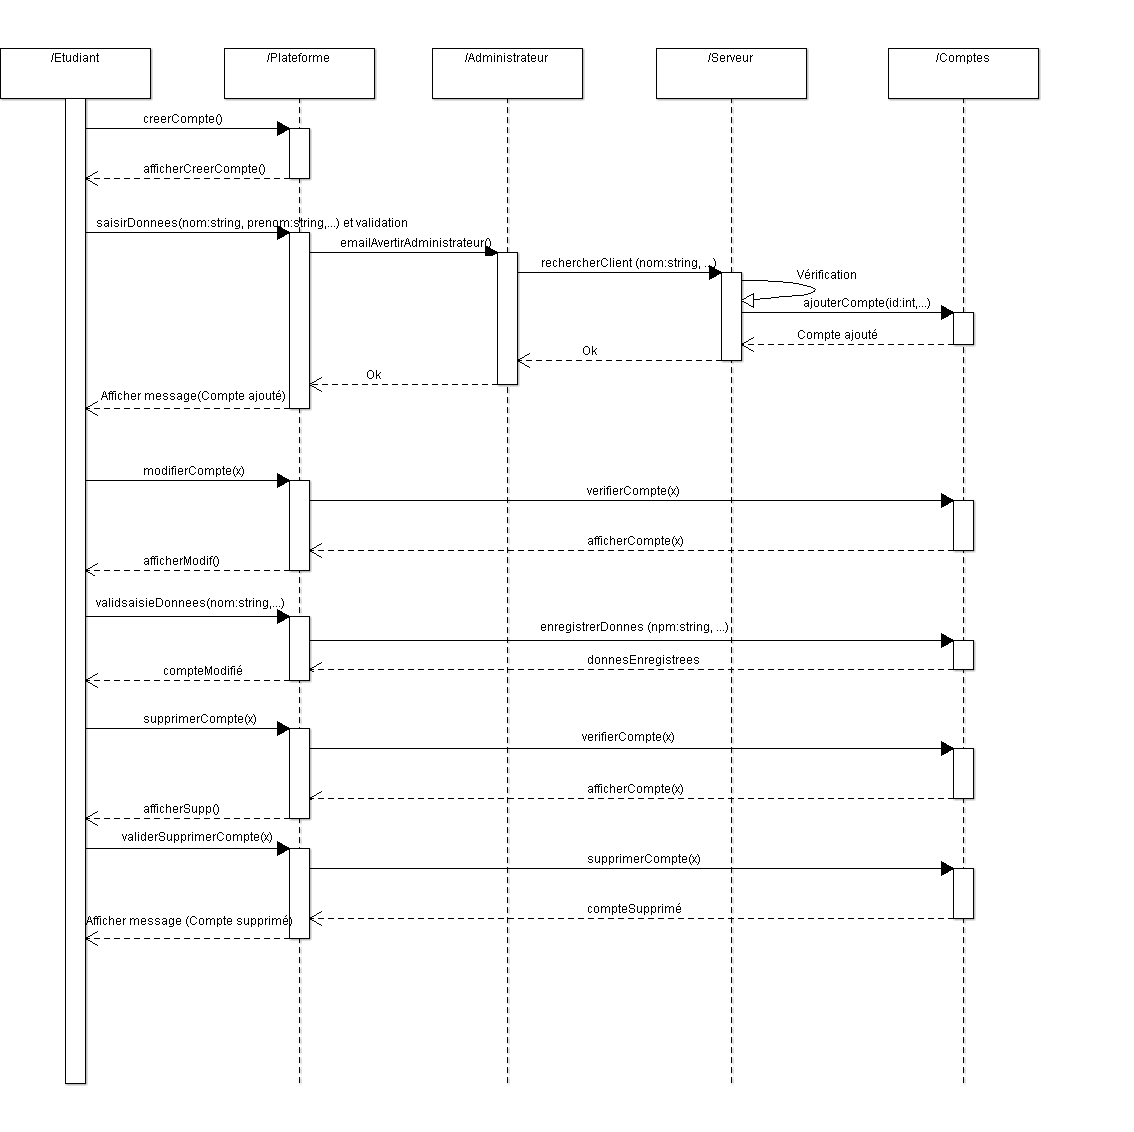 /Etudiant
/Plateforme
/Administrateur
/Serveur
/Comptes
creerCompte()
afficherCreerCompte()
saisirDonnees(nom:string, prenom:string,...) et validation
emailAvertirAdministrateur()
rechercherClient (nom:string, ...)
Vérification
ajouterCompte(id:int,...)
Compte ajouté
Ok
Ok
Afficher message(Compte ajouté)
modifierCompte(x)
verifierCompte(x)
afficherCompte(x)
afficherModif()
validsaisieDonnees(nom:string,...)
enregistrerDonnes (npm:string, ...)
donnesEnregistrees
compteModifié
supprimerCompte(x)
verifierCompte(x)
afficherCompte(x)
afficherSupp()
validerSupprimerCompte(x)
supprimerCompte(x)
compteSupprimé
Afficher message (Compte supprimé)